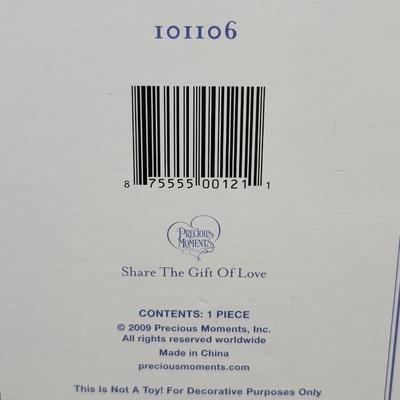 101106
8 75555 00121 1
PRECIOUS
MOMENTS
Share The Gift Of Love
CONTENTS: 1 PIECE
© 2009 Precious Moments, Inc.
All rights reserved worldwide
Made in China
preciousmoments.com
This Is Not A Toy! For Decorative Purposes Only